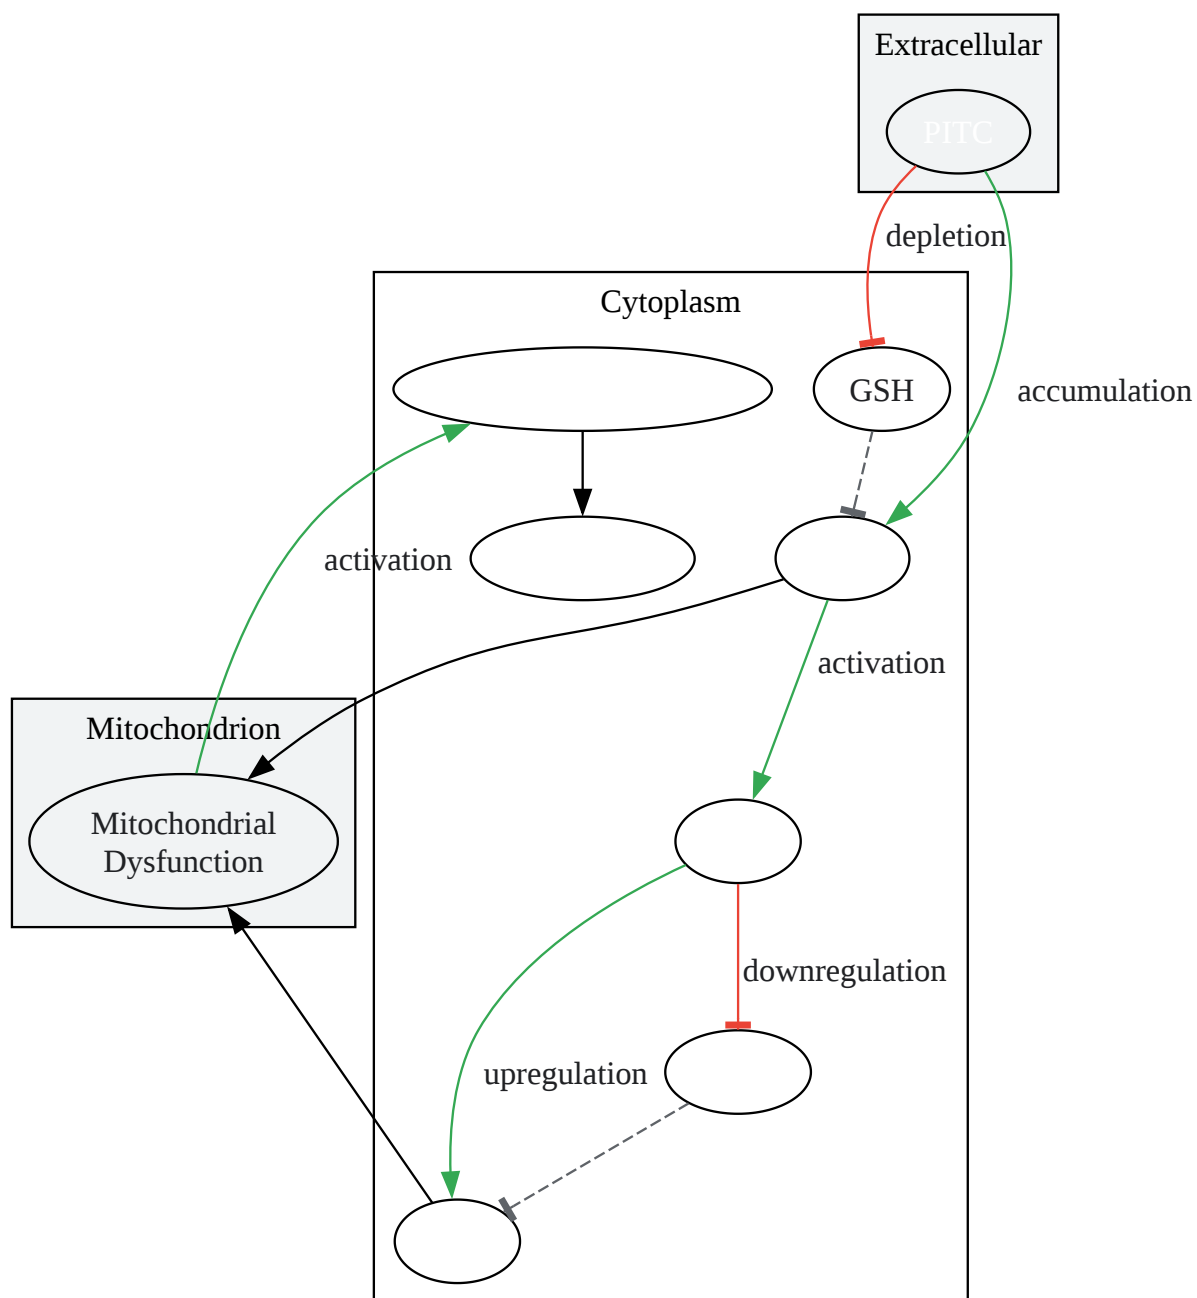 Extracellular
PITC
depletion
Cytoplasm
GSH
accumulation
activation
activation
Mitochondrion
Mitochondrial
Dysfunction
downregulation
upregulation